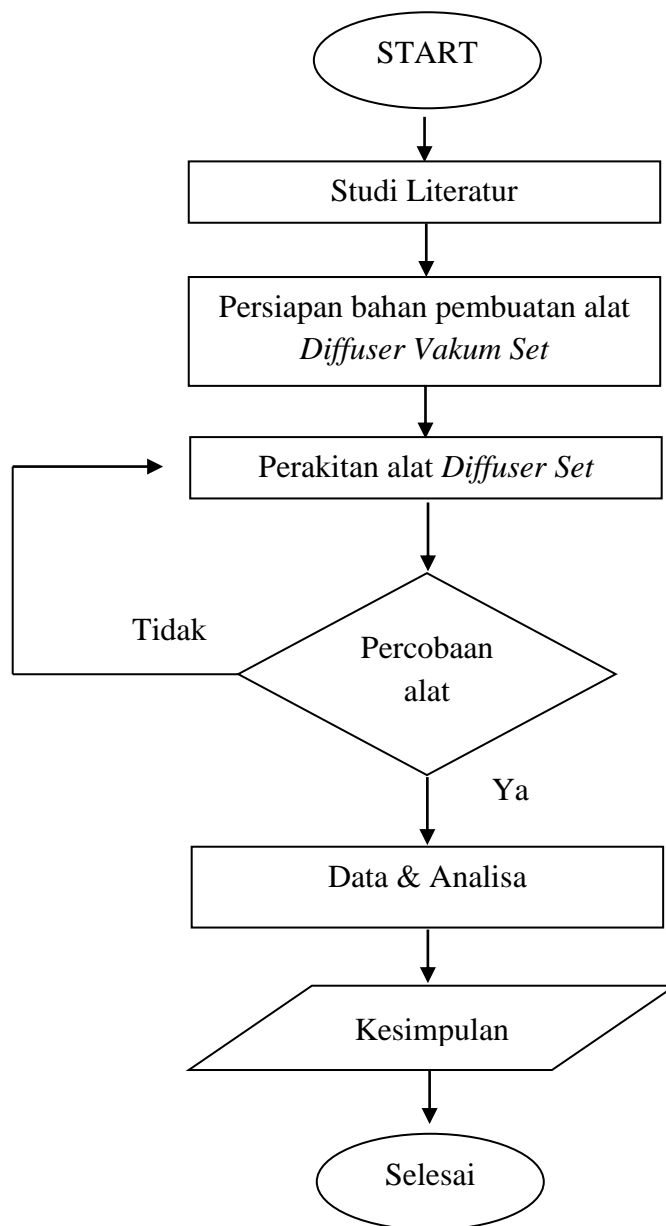 START
Studi Literatur
Persiapan bahan pembuatan alat
Diffuser Vakum Set
Perakitan alat Diffuser Set
Tidak
Percobaan
alat
Ya
Data & Analisa
Kesimpulan
Selesai